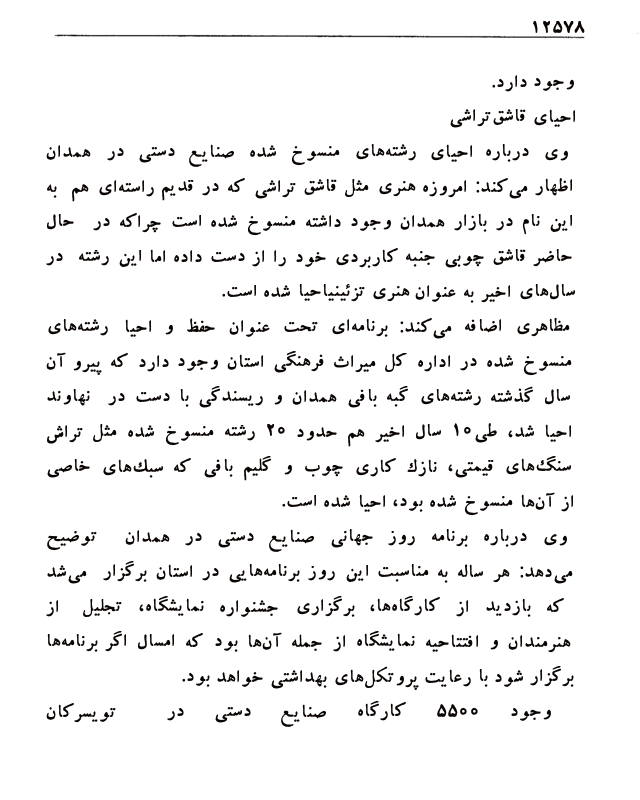 ۱۲۵۷۸
وجود دارد.
احیای قاشق تراشی
وی درباره احیای رشته‌های منسوخ شده صنایع دستی در همدان
اظهار می‌کند: امروزه هنری مثل قاشق تراشی که در قدیم راسته‌ای هم به
این نام در بازار همدان وجود داشته منسوخ شده است چراکه در حال
حاضر قاشق چوبی جنبه کاربردی خود را از دست داده اما این رشته در
سال‌های اخیر به عنوان هنری تزئینیاحیا شده است.
مظاهری اضافه می‌کند: برنامه‌ای تحت عنوان حفظ و احیا رشته‌های
منسوخ شده در اداره کل میراث فرهنگی استان وجود دارد که پیرو آن
سال گذشته رشته‌های گبه بافی همدان و ریسندگی با دست در نهاوند
احیا شد، طی۱۰ سال اخیر هم حدود ۲۰ رشته منسوخ شده مثل تراش
سنگ‌های قیمتی، نازك کاری چوب و گلیم بافی که سبك‌های خاصی
از آن‌ها منسوخ شده بود، احیا شده است.
وی درباره برنامه روز جهانی صنایع دستی در همدان توضیح
می‌دهد: هر ساله به مناسبت این روز برنامه‌هایی در استان برگزار می‌شد
که بازدید از کارگاه‌ها، برگزاری جشنواره نمایشگاه، تجلیل از
هنرمندان و افتتاحیه نمایشگاه از جمله آن‌ها بود که امسال اگر برنامه‌ها
برگزار شود با رعایت پروتکل‌های بهداشتی خواهد بود.
وجود ۵۵۰۰ کارگاه صنایع دستی در تویسرکان